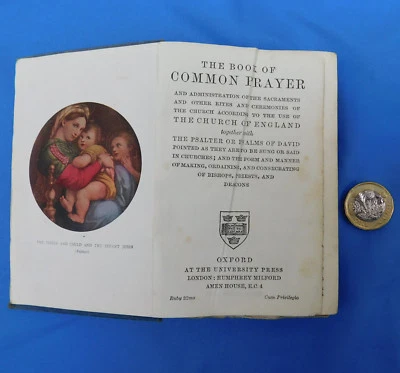 THE BOOK OF
COMMON PRAYER
AND ADMINISTRATION OF THE SACRAMENTS
AND OTHER RITES AND CEREMONIES OF
THE CHURCH ACCORDING TO THE USE OF
THE CHURCH OF ENGLAND
together with
THE PSALTER OR PSALMS OF DAVID
POINTED AS THEY ARE TO BE SUNG OR SAID
IN CHURCHES; AND THE FORM AND MANNER
OF MAKING, ORDAINING, AND CONSECRATING
OF BISHOPS, PRIESTS, AND
DEACONS
OXFORD
AT THE UNIVERSITY PRESS
LONDON: HUMPHREY MILFORD
AMEN HOUSE, E.C. 4
Ruby 32mo
Cum Privilegio